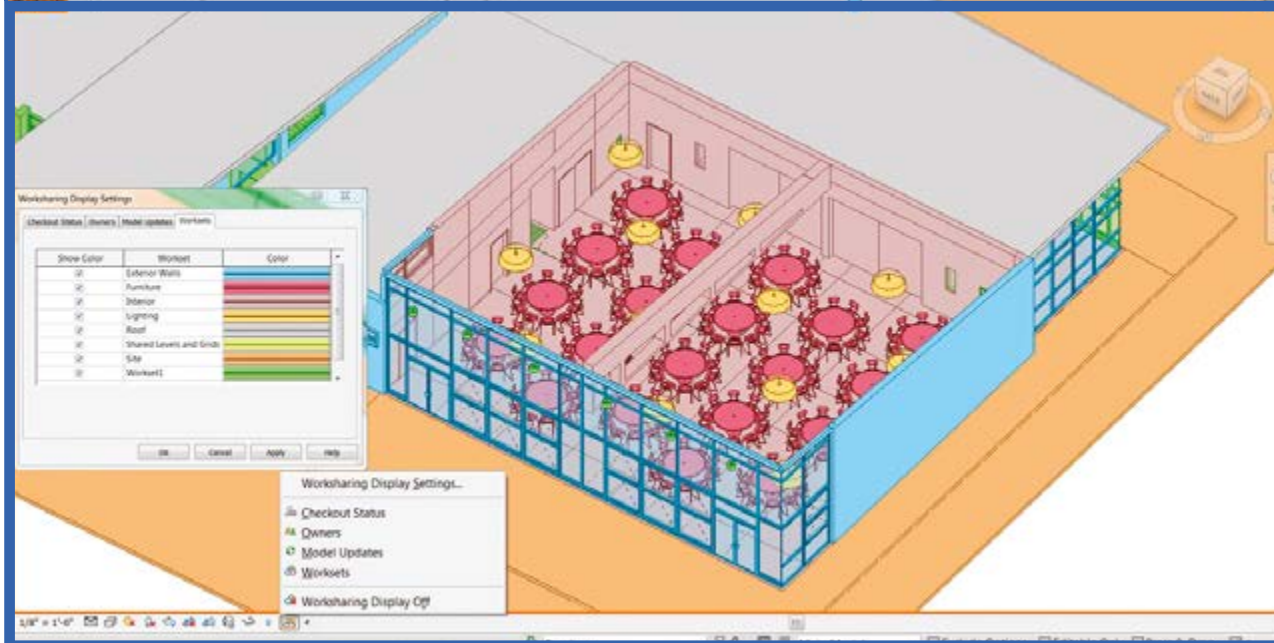 Worksharing Display Settings
Checkout Status Owners Model Updates Worksets
Show Color Workset Color
Exterior Walls
Furniture
Interior
Lighting
Roof
Shared Levels and Grids
Site
Workset1
OK Cancel Apply Help
Worksharing Display Settings...
Checkout Status
Owners
Model Updates
Worksets
Worksharing Display Off
1/8" = 1'-0"